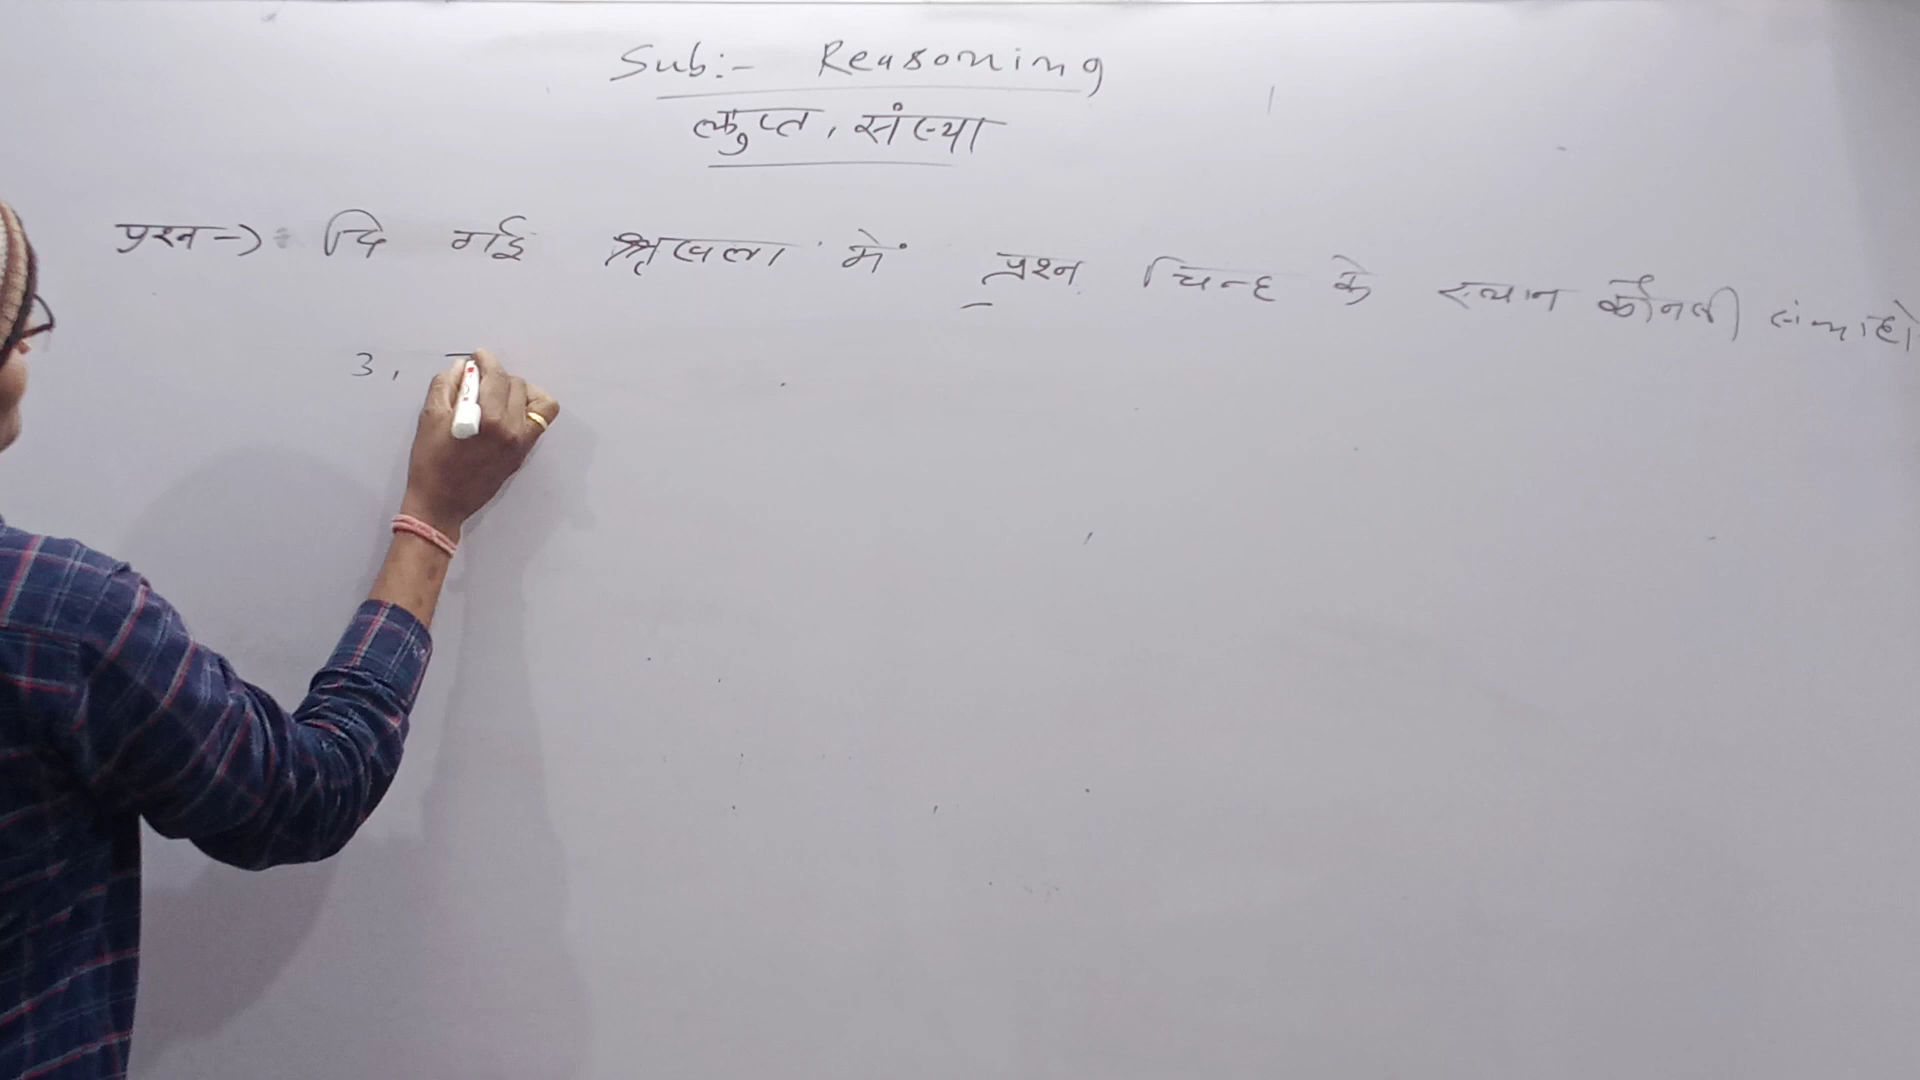 Sub:- Reasoning
लुप्त, संख्या
प्रश्न→ दि गई श्रृखला में प्रश्न चिन्ह के स्थान कौनसी
3,